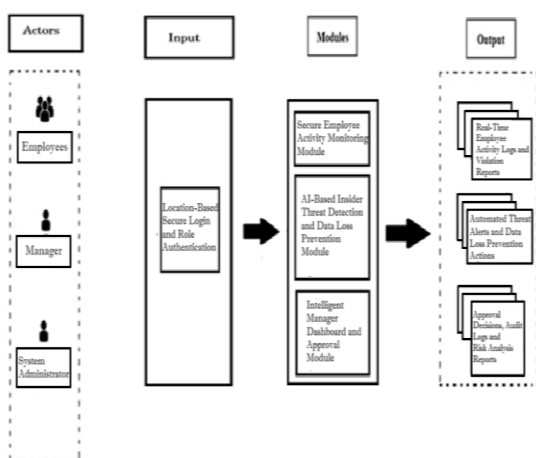 Actors
Employees
Manager
System
Administrator
Input
Location-Based
Secure Login
and Role
Authentication
Modules
Secure Employee
Activity Monitoring
Module
AI-Based Insider
Threat Detection
and Data Loss
Prevention
Module
Intelligent
Manager
Dashboard and
Approval
Module
Output
Real-Time
Employee
Activity Logs and
Violation
Reports
Automated Threat
Alerts and Data
Loss Prevention
Actions
Approval
Decisions, Audit
Logs and
Risk Analysis
Reports